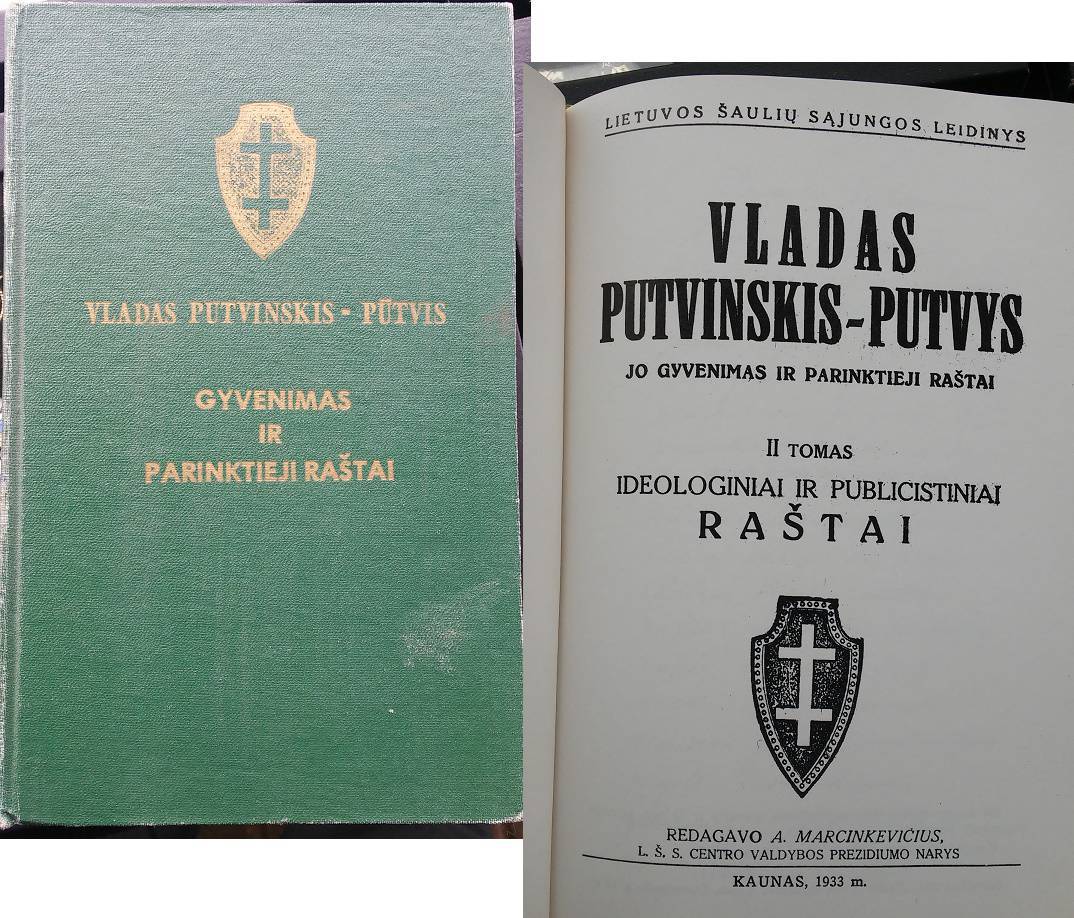 VLADAS PUTVINSKIS - PŪTVIS
GYVENIMAS
IR
PARINKTIEJI RAŠTAI
LIETUVOS ŠAULIŲ SĄJUNGOS LEIDINYS
VLADAS
PUTVINSKIS-PUTVYS
JO GYVENIMAS IR PARINKTIEJI RAŠTAI
II TOMAS
IDEOLOGINIAI IR PUBLICISTINIAI
RAŠTAI
REDAGAVO A. MARCINKEVIČIUS,
L. Š. S. CENTRO VALDYBOS PREZIDIUMO NARYS
KAUNAS, 1933 m.